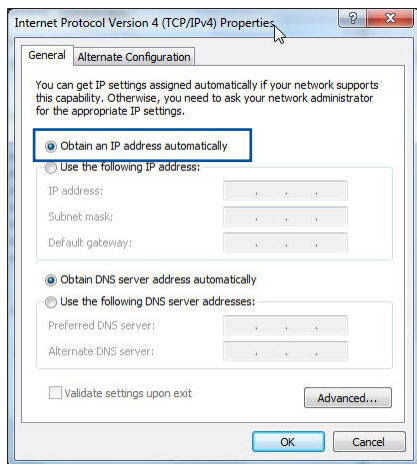 Internet Protocol Version 4 (TCP/IPv4) Properties
General
Alternate Configuration
You can get IP settings assigned automatically if your network supports
this capability. Otherwise, you need to ask your network administrator
for the appropriate IP settings.
Obtain an IP address automatically
Use the following IP address:
IP address:
Subnet mask:
Default gateway:
Obtain DNS server address automatically
Use the following DNS server addresses:
Preferred DNS server:
Alternate DNS server:
Validate settings upon exit
Advanced...
OK
Cancel